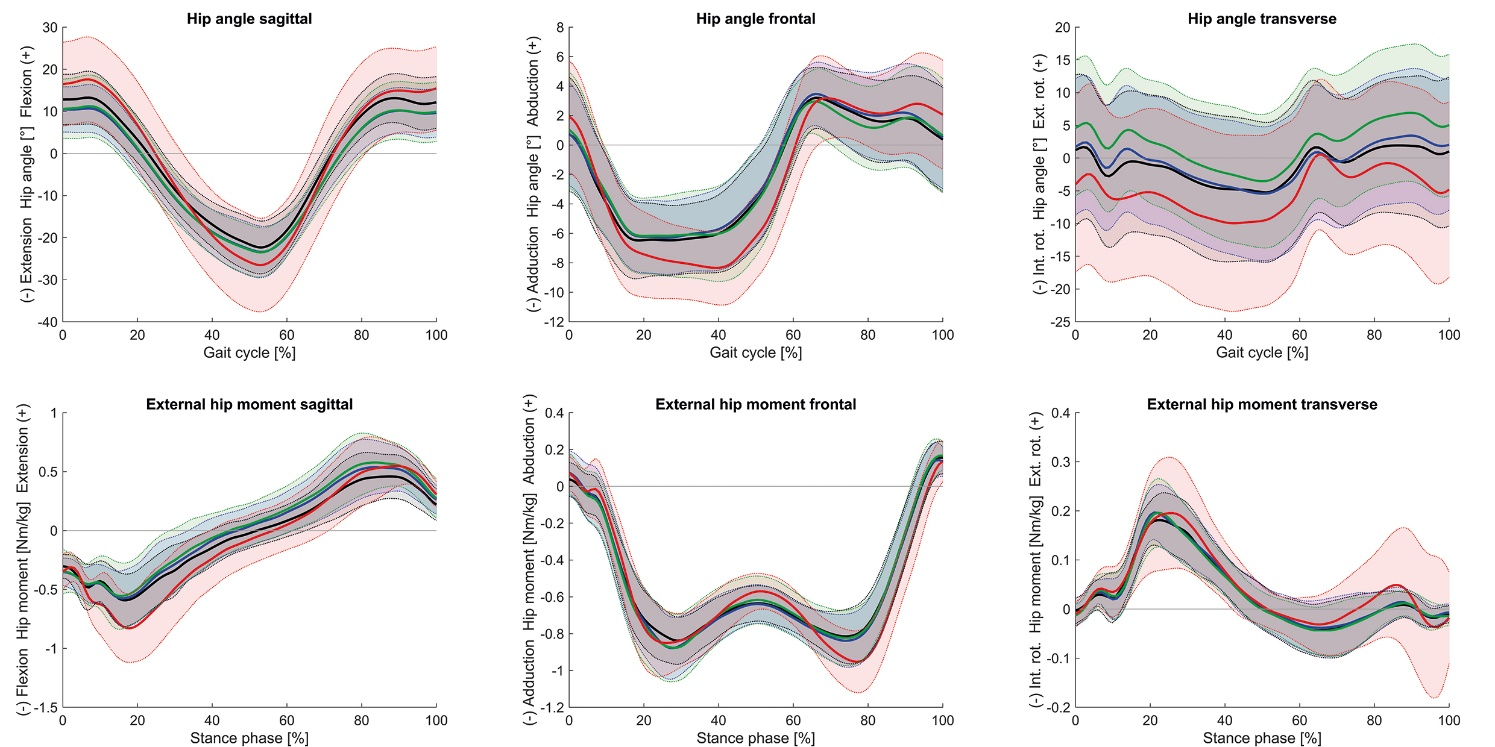 Hip angle sagittal
(-) Extension Hip angle [°] Flexion (+)
30
20
10
0
-10
-20
-30
-40
0 20 40 60 80 100
Gait cycle [%]
Hip angle frontal
(-) Adduction Hip angle [°] Abduction (+)
8
6
4
2
0
-2
-4
-6
-8
-10
-12
0 20 40 60 80 100
Gait cycle [%]
Hip angle transverse
(-) Int. rot. Hip angle [°] Ext. rot. (+)
20
15
10
5
0
-5
-10
-15
-20
-25
0 20 40 60 80 100
Gait cycle [%]
External hip moment sagittal
(-) Flexion Hip moment [Nm/kg] Extension (+)
1
0.5
0
-0.5
-1
-1.5
0 20 40 60 80 100
Stance phase [%]
External hip moment frontal
(-) Adduction Hip moment [Nm/kg] Abduction (+)
0.4
0.2
0
-0.2
-0.4
-0.6
-0.8
-1
-1.2
0 20 40 60 80 100
Stance phase [%]
External hip moment transverse
(-) Int. rot. Hip moment [Nm/kg] Ext. rot. (+)
0.4
0.3
0.2
0.1
0
-0.1
-0.2
0 20 40 60 80 100
Stance phase [%]